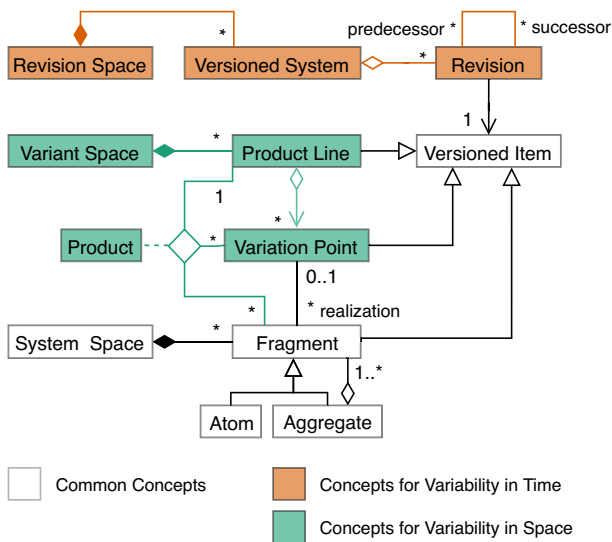 predecessor * * successor
* *
Revision Space Versioned System Revision
1
*
Variant Space Product Line Versioned Item
1
*
Product * Variation Point
0..1
* realization
* *
System Space Fragment
1..*
Atom Aggregate
Common Concepts Concepts for Variability in Time
Concepts for Variability in Space